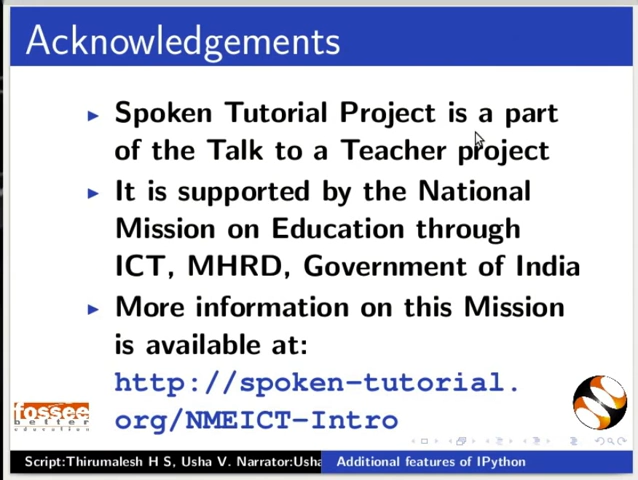 Acknowledgements
Spoken Tutorial Project is a part
of the Talk to a Teacher project
It is supported by the National
Mission on Education through
ICT, MHRD, Government of India
More information on this Mission
is available at:
http://spoken-tutorial.
org/NMEICT-Intro
fossee
better
education
Script:Thirumalesh H S, Usha V. Narrator:Usha
Additional features of IPython